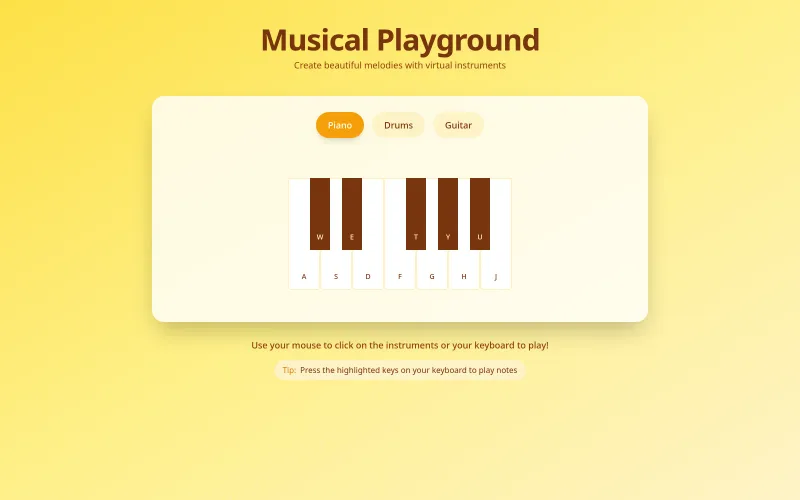 Musical Playground
Create beautiful melodies with virtual instruments
Piano Drums Guitar
W E T Y U
A S D F G H J
Use your mouse to click on the instruments or your keyboard to play!
Tip: Press the highlighted keys on your keyboard to play notes